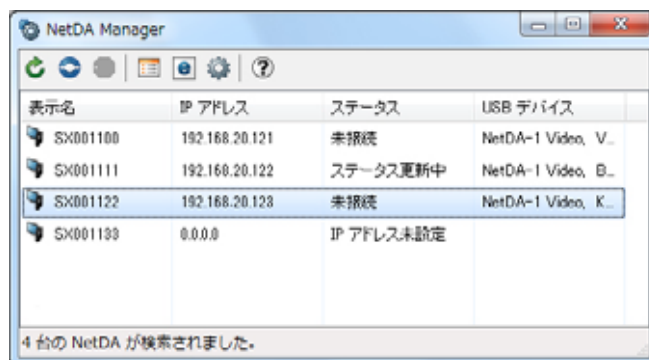 NetDA Manager
表示名 IP アドレス ステータス USB デバイス
SX001100 192.168.20.121 未接続 NetDA-1 Video, V...
SX001111 192.168.20.122 ステータス更新中 NetDA-1 Video, B...
SX001122 192.168.20.123 未接続 NetDA-1 Video, K...
SX001133 0.0.0.0 IP アドレス未設定
4 台の NetDA が検索されました。